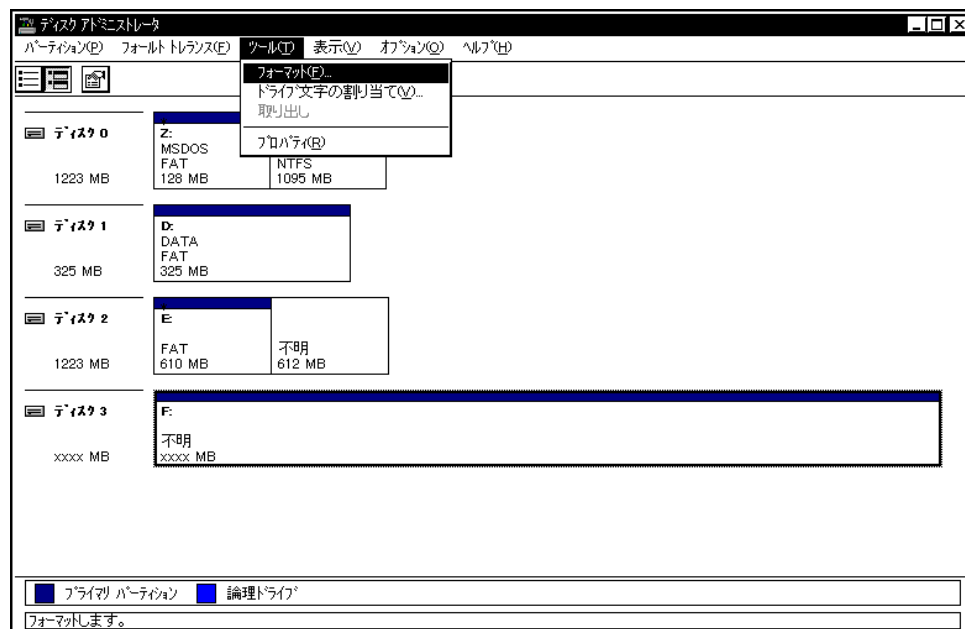 ディスク アドミニストレータ
パーティション(P) フォールト トレランス(F) ツール(T) 表示(V) オプション(O) ヘルプ(H)
フォーマット(F)...
ドライブ文字の割り当て(V)...
取り出し
プロパティ(R)
ディスク 0
1223 MB
Z:
MSDOS
FAT
128 MB
NTFS
1095 MB
ディスク 1
325 MB
D:
DATA
FAT
325 MB
ディスク 2
1223 MB
E:
FAT
610 MB
不明
612 MB
ディスク 3
xxxx MB
F:
不明
xxxx MB
プライマリ パーティション 論理ドライブ
フォーマットします。